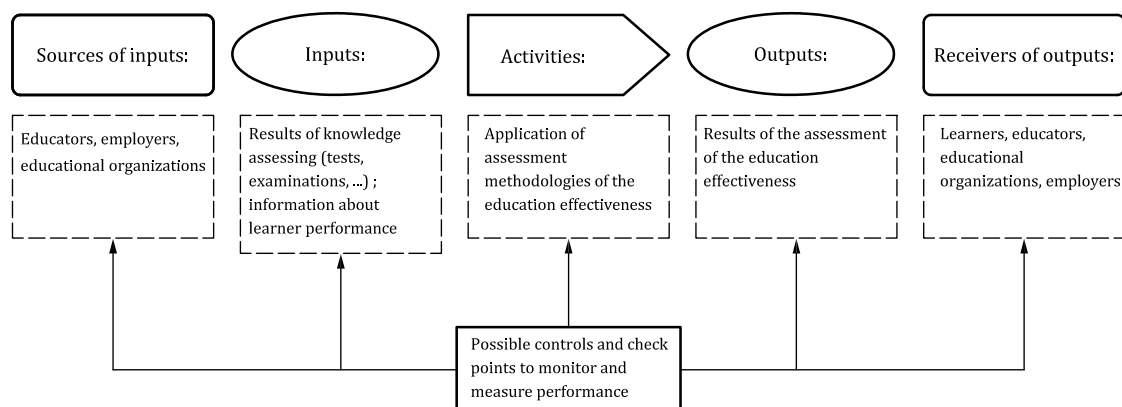 Sources of inputs:
Inputs:
Activities:
Outputs:
Receivers of outputs:
Educators, employers,
educational organizations
Results of knowledge
assessing (tests,
examinations, ...) ;
information about
learner performance
Application of
assessment
methodologies of the
education effectiveness
Results of the assessment
of the education
effectiveness
Learners, educators,
educational
organizations, employers
Possible controls and check
points to monitor and
measure performance